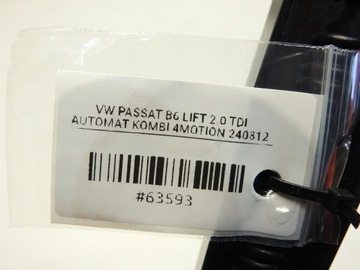 VW PASSAT B6 LIFT 2.0 TDI
AUTOMAT KOMBI 4MOTION 240812
#63593